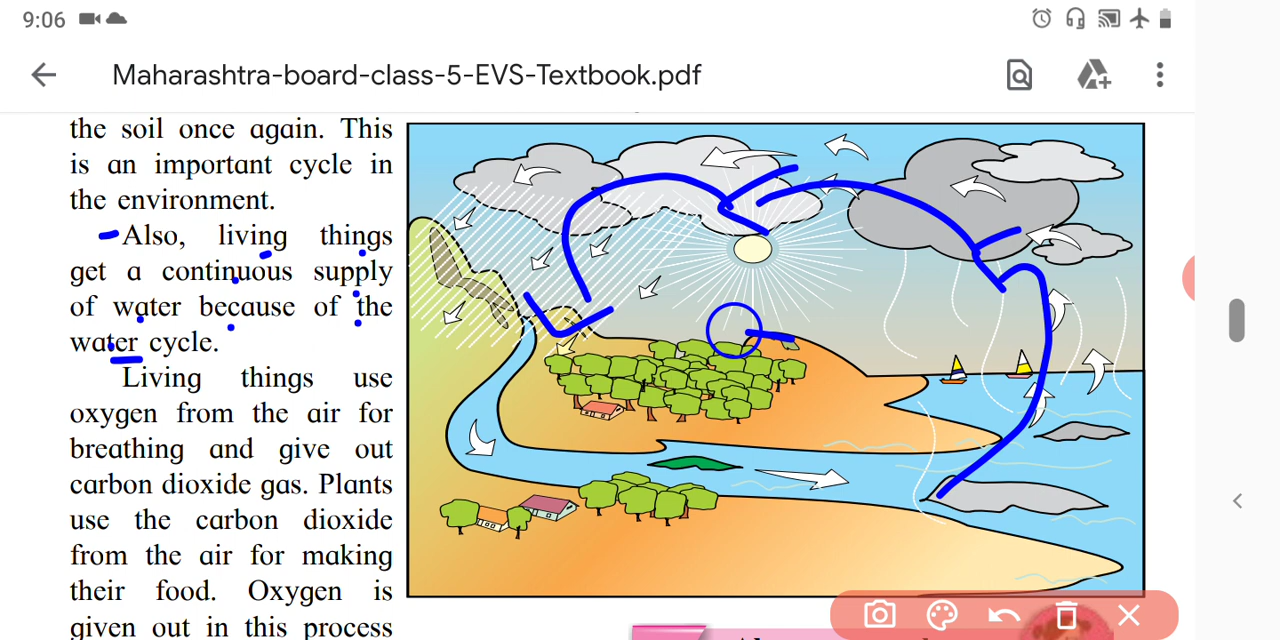 9:06
Maharashtra-board-class-5-EVS-Textbook.pdf
the soil once again. This
is an important cycle in
the environment.
Also, living things
get a continuous supply
of water because of the
water cycle.
Living things use
oxygen from the air for
breathing and give out
carbon dioxide gas. Plants
use the carbon dioxide
from the air for making
their food. Oxygen is
given out in this process